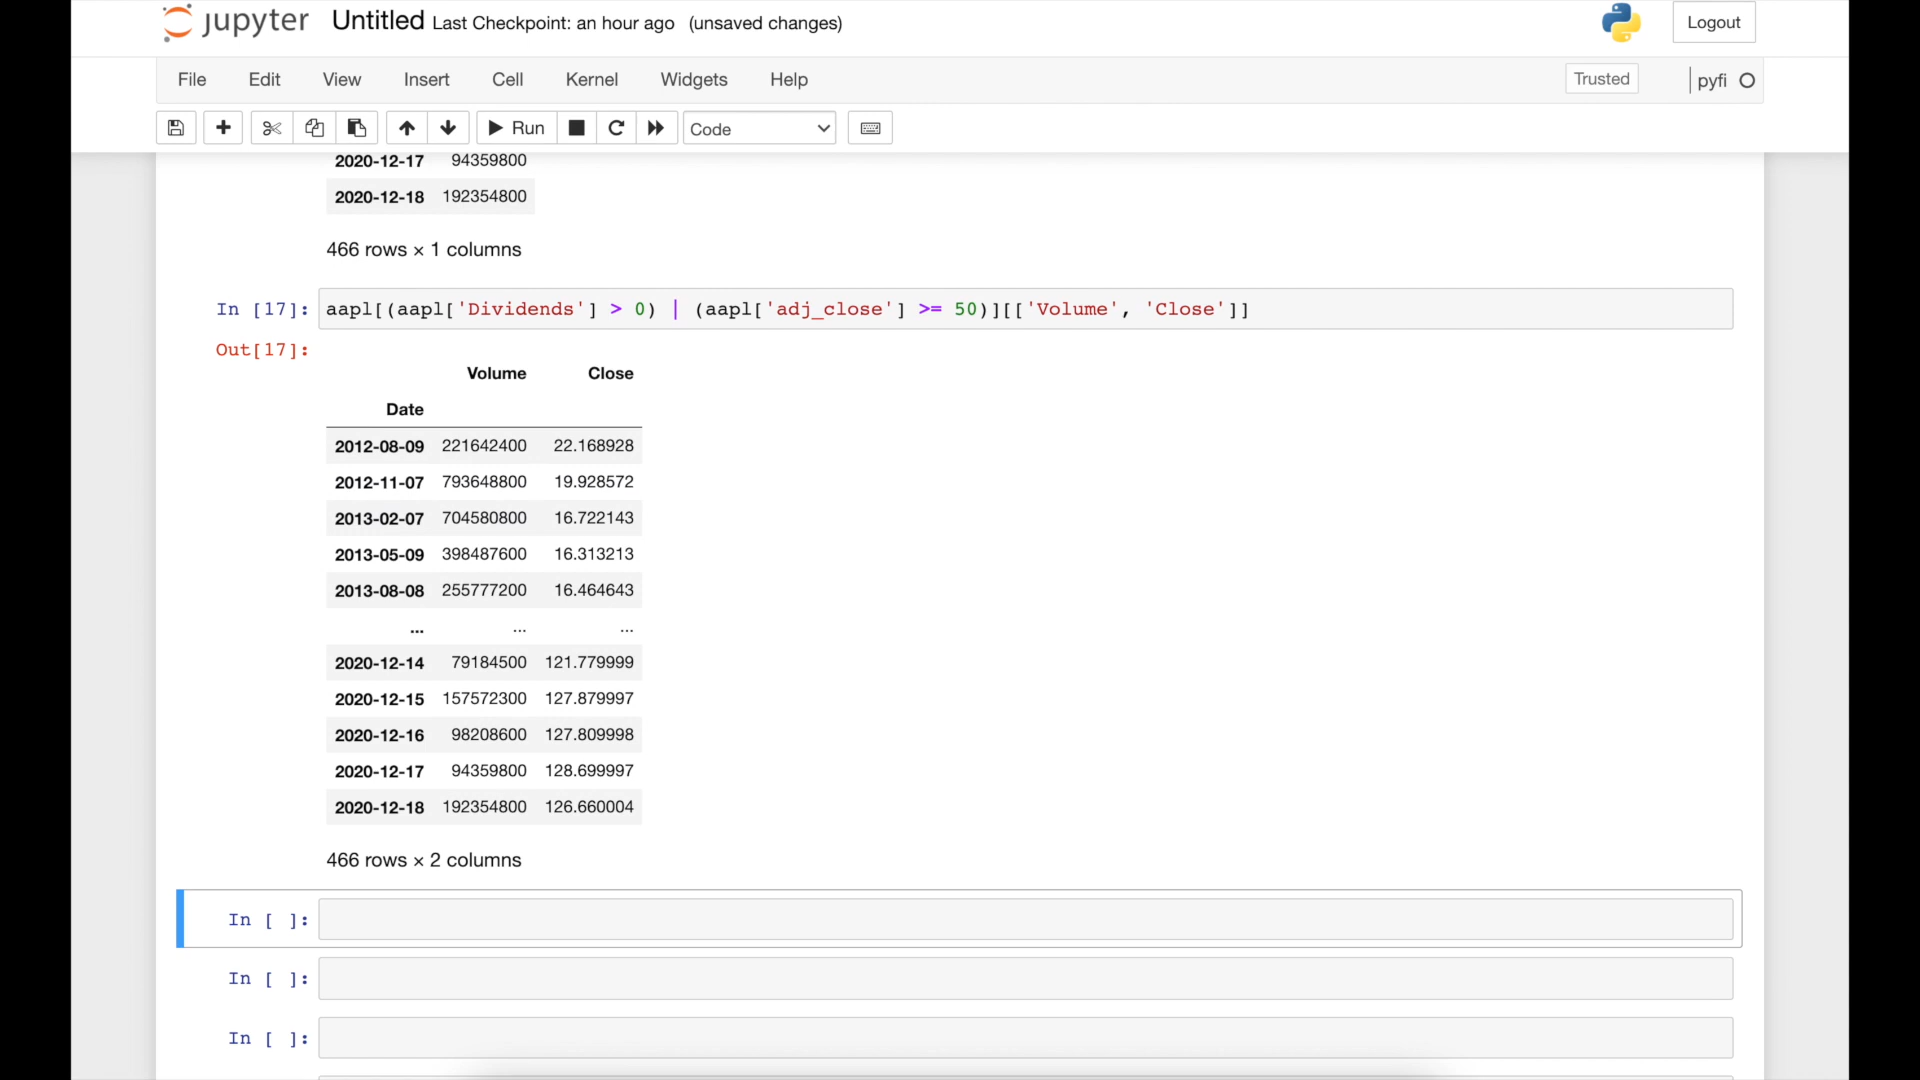 jupyter Untitled Last Checkpoint: an hour ago (unsaved changes) Logout
File Edit View Insert Cell Kernel Widgets Help Trusted pyfi
Run Code
2020-12-17 94359800
2020-12-18 192354800
466 rows × 1 columns
In [17]: aapl[(aapl['Dividends'] > 0) | (aapl['adj_close'] >= 50)][['Volume', 'Close']]
Out[17]:
Volume Close
Date
2012-08-09 221642400 22.168928
2012-11-07 793648800 19.928572
2013-02-07 704580800 16.722143
2013-05-09 398487600 16.313213
2013-08-08 255777200 16.464643
... ... ...
2020-12-14 79184500 121.779999
2020-12-15 157572300 127.879997
2020-12-16 98208600 127.809998
2020-12-17 94359800 128.699997
2020-12-18 192354800 126.660004
466 rows × 2 columns
In [ ]:
In [ ]:
In [ ]: